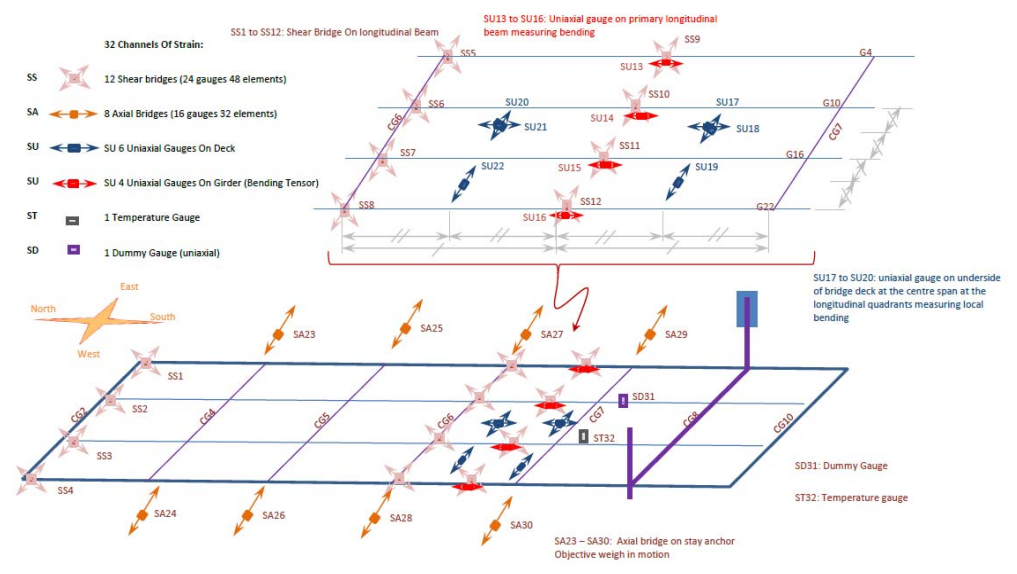 SU13 to SU16: Uniaxial gauge on primary longitudinal
beam measuring bending
SS1 to SS12: Shear Bridge On longitudinal Beam
32 Channels Of Strain:
SS
12 Shear bridges (24 gauges 48 elements)
SA
8 Axial Bridges (16 gauges 32 elements)
SU
SU 6 Uniaxial Gauges On Deck
SU
SU 4 Uniaxial Gauges On Girder (Bending Tensor)
ST
1 Temperature Gauge
SD
1 Dummy Gauge (uniaxial)
SS5
SS9
G4
SU13
SS6
SU20
SS10
SU17
G10
CG6
SU21
SU14
SU18
CG7
SS7
SS11
G16
SU22
SU15
SU19
SS8
SS12
G22
SU16
SU17 to SU20: uniaxial gauge on underside
of bridge deck at the centre span at the
longitudinal quadrants measuring local
bending
East
North
South
West
SA23
SA25
SA27
SA29
SS1
SS2
SD31
CG2
CG4
CG5
CG6
CG7
CG8
CG10
ST32
SS3
SS4
SD31: Dummy Gauge
ST32: Temperature gauge
SA24
SA26
SA28
SA30
SA23 – SA30: Axial bridge on stay anchor
Objective weigh in motion